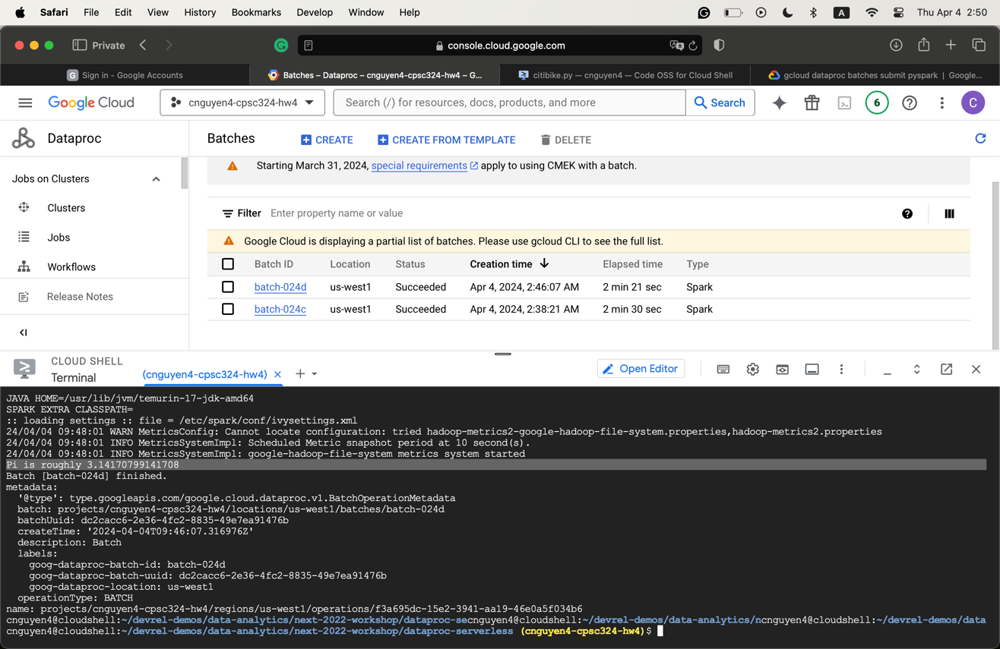 Safari File Edit View History Bookmarks Develop Window Help A Thu Apr 4 2:50
Private console.cloud.google.com
G Sign in - Google Accounts Batches – Dataproc – cnguyen4-cpsc324-hw4 – G... citibike.py — cnguyen4 — Code OSS for Cloud Shell gcloud dataproc batches submit pyspark | Google...
Google Cloud cnguyen4-cpsc324-hw4 Search (/) for resources, docs, products, and more Search 6 C
Dataproc Batches CREATE CREATE FROM TEMPLATE DELETE
Starting March 31, 2024, special requirements apply to using CMEK with a batch.
Jobs on Clusters
Clusters
Jobs
Workflows
Release Notes
Filter Enter property name or value
Google Cloud is displaying a partial list of batches. Please use gcloud CLI to see the full list.
Batch ID Location Status Creation time Elapsed time Type
batch-024d us-west1 Succeeded Apr 4, 2024, 2:46:07 AM 2 min 21 sec Spark
batch-024c us-west1 Succeeded Apr 4, 2024, 2:38:21 AM 2 min 30 sec Spark
CLOUD SHELL
Terminal (cnguyen4-cpsc324-hw4) Open Editor
JAVA_HOME=/usr/lib/jvm/temurin-17-jdk-amd64
SPARK_EXTRA_CLASSPATH=
:: loading settings :: file = /etc/spark/conf/ivysettings.xml
24/04/04 09:48:01 WARN MetricsConfig: Cannot locate configuration: tried hadoop-metrics2-google-hadoop-file-system.properties,hadoop-metrics2.properties
24/04/04 09:48:01 INFO MetricsSystemImpl: Scheduled Metric snapshot period at 10 second(s).
24/04/04 09:48:01 INFO MetricsSystemImpl: google-hadoop-file-system metrics system started
Pi is roughly 3.14170799141708
Batch [batch-024d] finished.
metadata:
'@type': type.googleapis.com/google.cloud.dataproc.v1.BatchOperationMetadata
batch: projects/cnguyen4-cpsc324-hw4/locations/us-west1/batches/batch-024d
batchUuid: dc2cacc6-2e36-4fc2-8835-49e7ea91476b
createTime: '2024-04-04T09:46:07.316976Z'
description: Batch
labels:
goog-dataproc-batch-id: batch-024d
goog-dataproc-batch-uuid: dc2cacc6-2e36-4fc2-8835-49e7ea91476b
goog-dataproc-location: us-west1
operationType: BATCH
name: projects/cnguyen4-cpsc324-hw4/regions/us-west1/operations/f3a695dc-15e2-3941-aa19-46e0a5f034b6
cnguyen4@cloudshell:~/devrel-demos/data-analytics/next-2022-workshop/dataproc-secnguyen4@cloudshell:~/devrel-demos/data-analytics/ncnguyen4@cloudshell:~/devrel-demos/data
cnguyen4@cloudshell:~/devrel-demos/data-analytics/next-2022-workshop/dataproc-serverless (cnguyen4-cpsc324-hw4)$